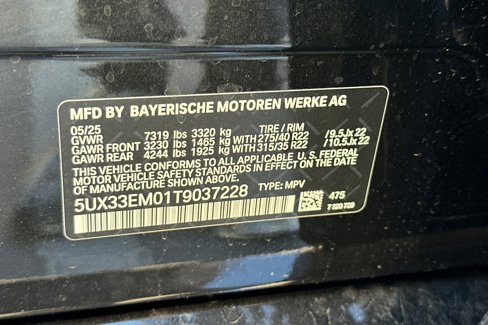 MFD BY BAYERISCHE MOTOREN WERKE AG
05/25
GVWR 7319 lbs 3320 kg TIRE / RIM
GAWR FRONT 3230 lbs 1465 kg WITH 275/40 R22 /9.5Jx22
GAWR REAR 4244 lbs 1925 kg WITH 315/35 R22 /10.5Jx22
THIS VEHICLE CONFORMS TO ALL APPLICABLE U.S. FEDERAL
MOTOR VEHICLE SAFETY STANDARDS IN EFFECT ON THE DATE
OF MANUFACTURE SHOWN ABOVE.
5UX33EM01T9037228 TYPE: MPV
475
7 320 729